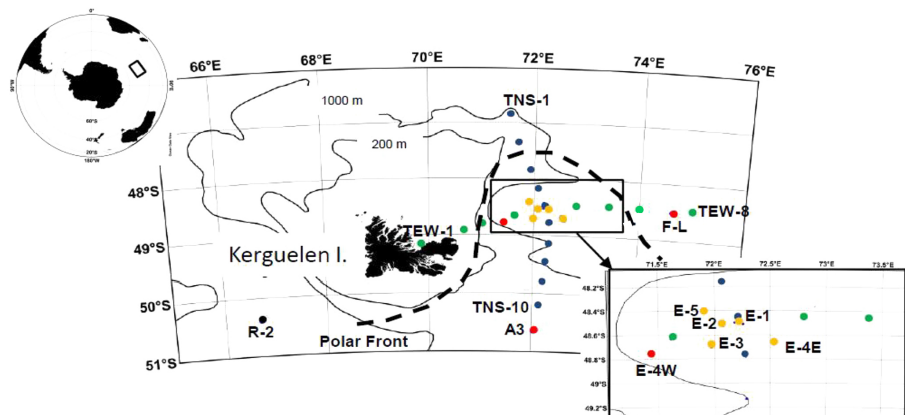 66°E
68°E
70°E
72°E
74°E
76°E
60°S
40°S
20°S
180°W
1000 m
200 m
TNS-1
48°S
49°S
50°S
51°S
TEW-1
TEW-8
F-L
Kerguelen I.
TNS-10
A3
R-2
Polar Front
71.5°E
72°E
72.5°E
73°E
73.5°E
48.2°S
48.4°S
48.6°S
48.8°S
49°S
49.2°S
E-5
E-1
E-2
E-3
E-4E
E-4W